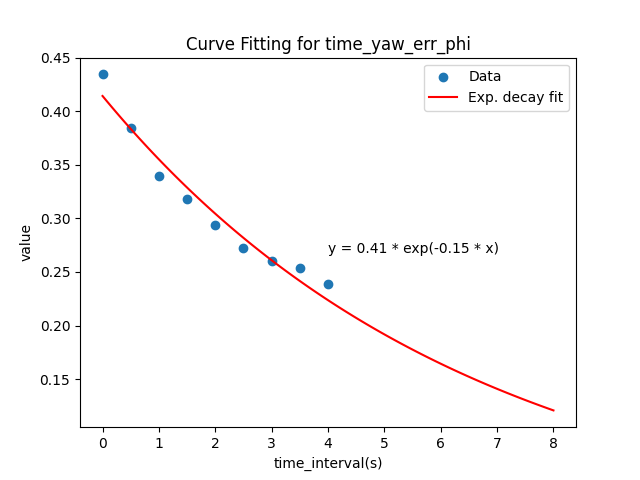 Curve Fitting for time_yaw_err_phi
Data
Exp. decay fit
y = 0.41 * exp(-0.15 * x)
value
0.45
0.40
0.35
0.30
0.25
0.20
0.15
0 1 2 3 4 5 6 7 8
time_interval(s)